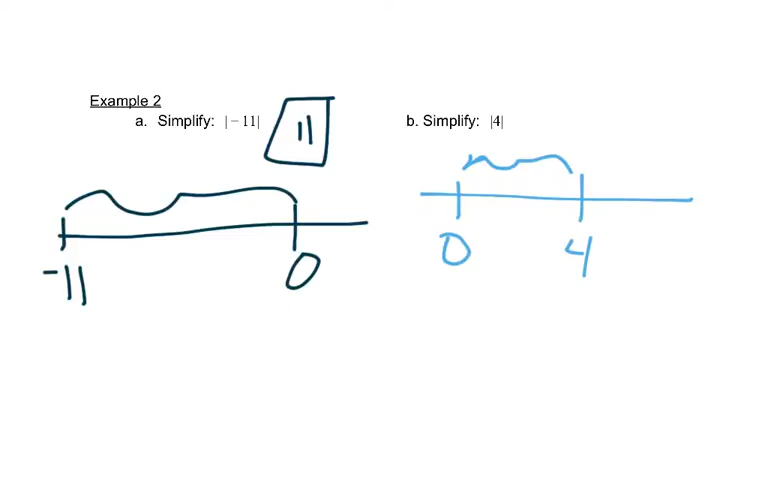 Example 2
a. Simplify: | − 11|
11
b. Simplify: |4|
-11
0
0
4